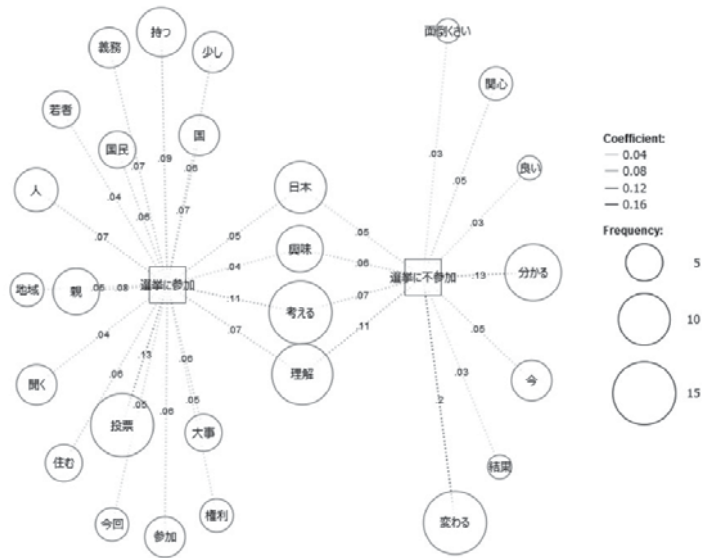 持つ
義務
少し
若者
国民
国
人
地域
親
選挙に参加
聞く
投票
大事
住む
今回
参加
権利
日本
興味
考える
理解
面倒くさい
関心
良い
選挙に不参加
分かる
今
結果
変わる
.07
.09
.06
.04
.06
.07
.07
.05
.04
.06
.08
.11
.04
.07
.13
.06
.06
.05
.05
.06
.03
.05
.03
.05
.06
.13
.07
.11
.05
.03
.2
Coefficient:
0.04
0.08
0.12
0.16
Frequency:
5
10
15